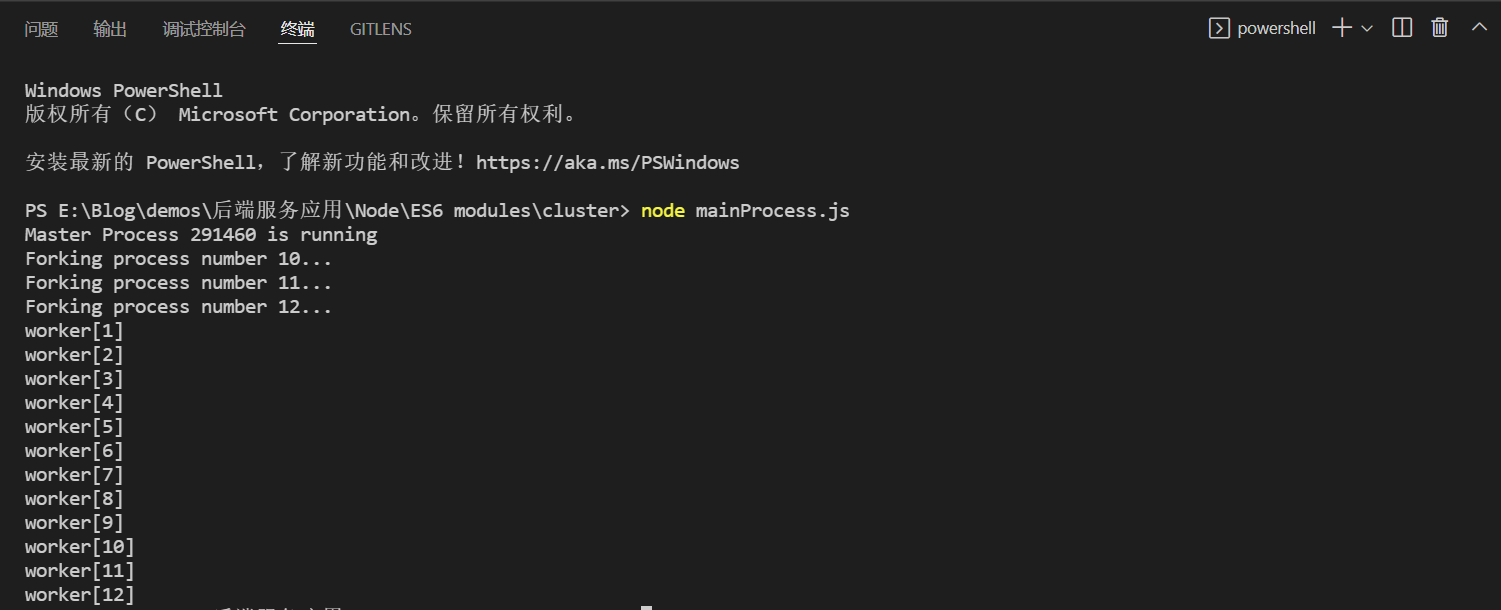 问题 输出 调试控制台 终端 GITLENS powershell
Windows PowerShell
版权所有（C） Microsoft Corporation。保留所有权利。
安装最新的 PowerShell，了解新功能和改进！https://aka.ms/PSWindows
PS E:\Blog\demos\后端服务应用\Node\ES6 modules\cluster> node mainProcess.js
Master Process 291460 is running
Forking process number 10...
Forking process number 11...
Forking process number 12...
worker[1]
worker[2]
worker[3]
worker[4]
worker[5]
worker[6]
worker[7]
worker[8]
worker[9]
worker[10]
worker[11]
worker[12]